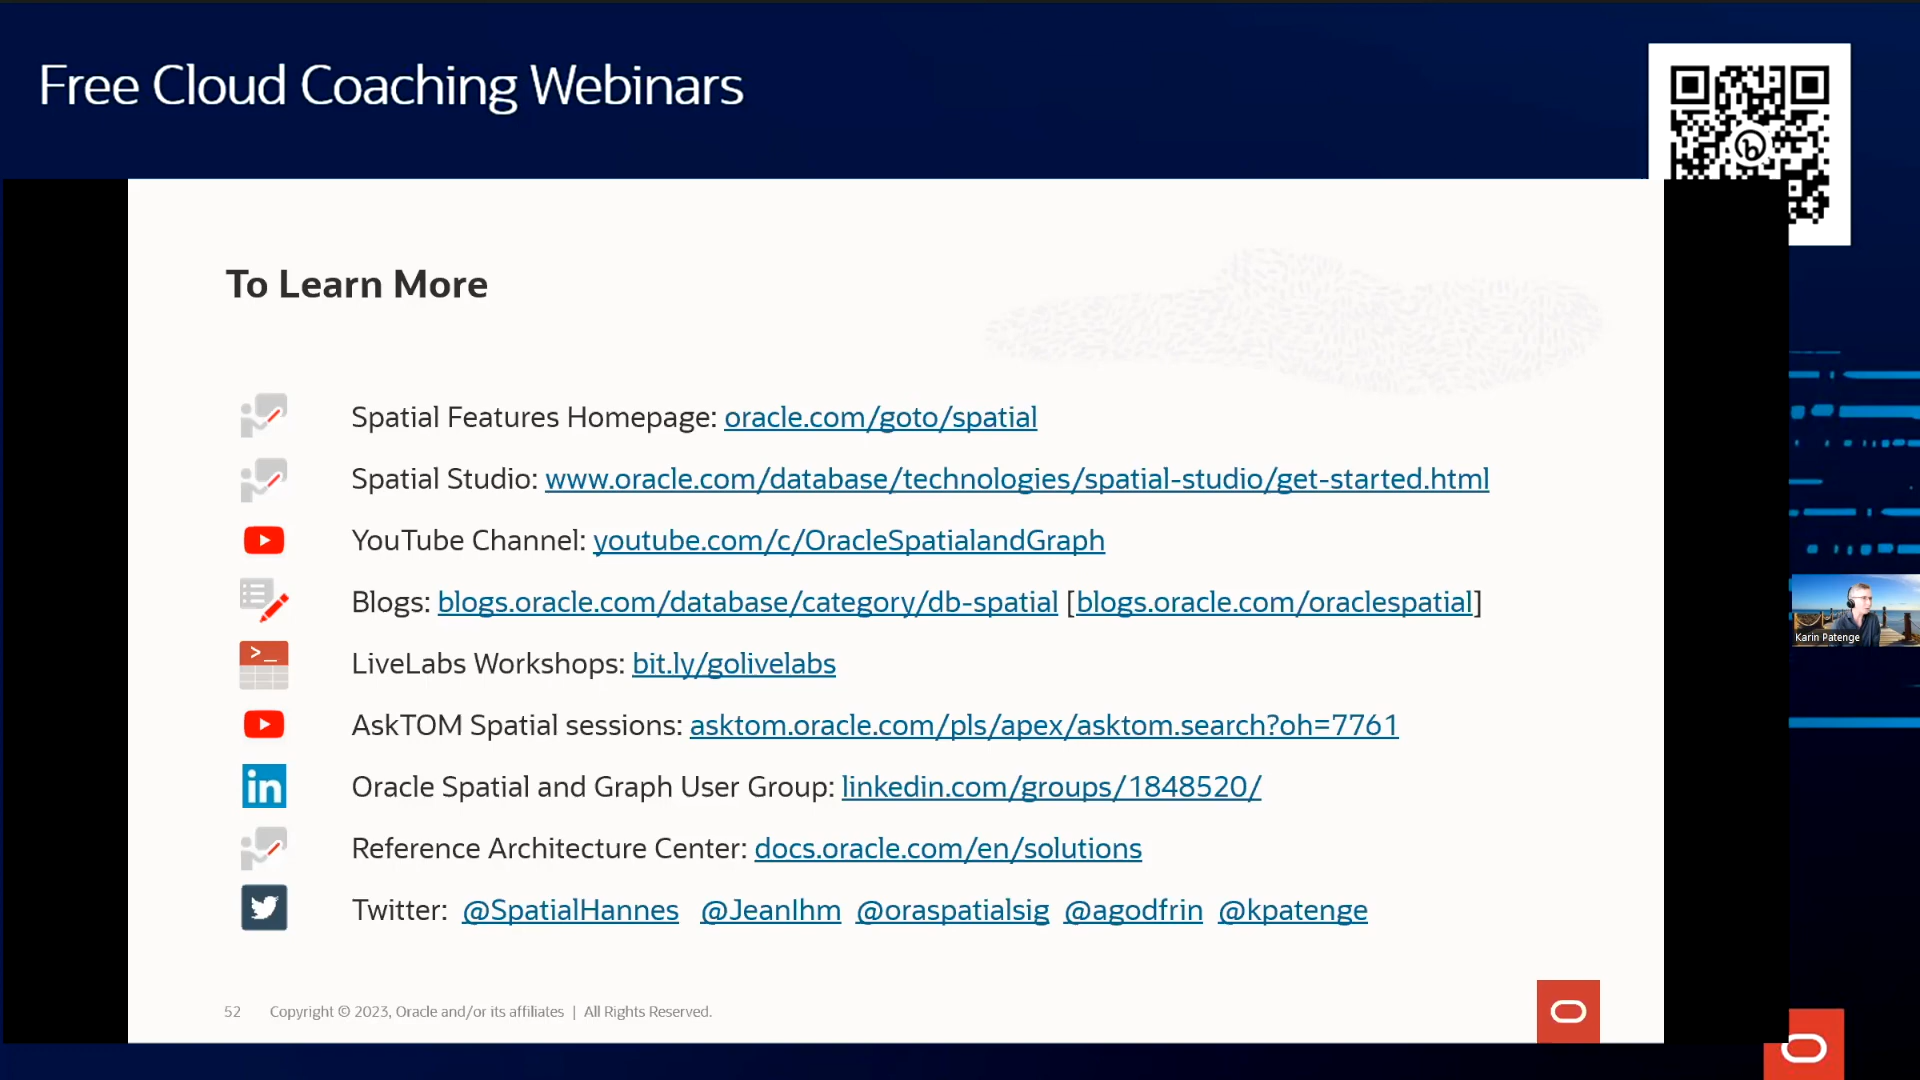 Free Cloud Coaching Webinars
To Learn More
Spatial Features Homepage: oracle.com/goto/spatial
Spatial Studio: www.oracle.com/database/technologies/spatial-studio/get-started.html
YouTube Channel: youtube.com/c/OracleSpatialandGraph
Blogs: blogs.oracle.com/database/category/db-spatial [blogs.oracle.com/oraclespatial]
LiveLabs Workshops: bit.ly/golivelabs
AskTOM Spatial sessions: asktom.oracle.com/pls/apex/asktom.search?oh=7761
Oracle Spatial and Graph User Group: linkedin.com/groups/1848520/
Reference Architecture Center: docs.oracle.com/en/solutions
Twitter: @SpatialHannes @JeanIhm @oraspatialsig @agodfrin @kpatenge
Karin Patenge
52 Copyright © 2023, Oracle and/or its affiliates | All Rights Reserved.